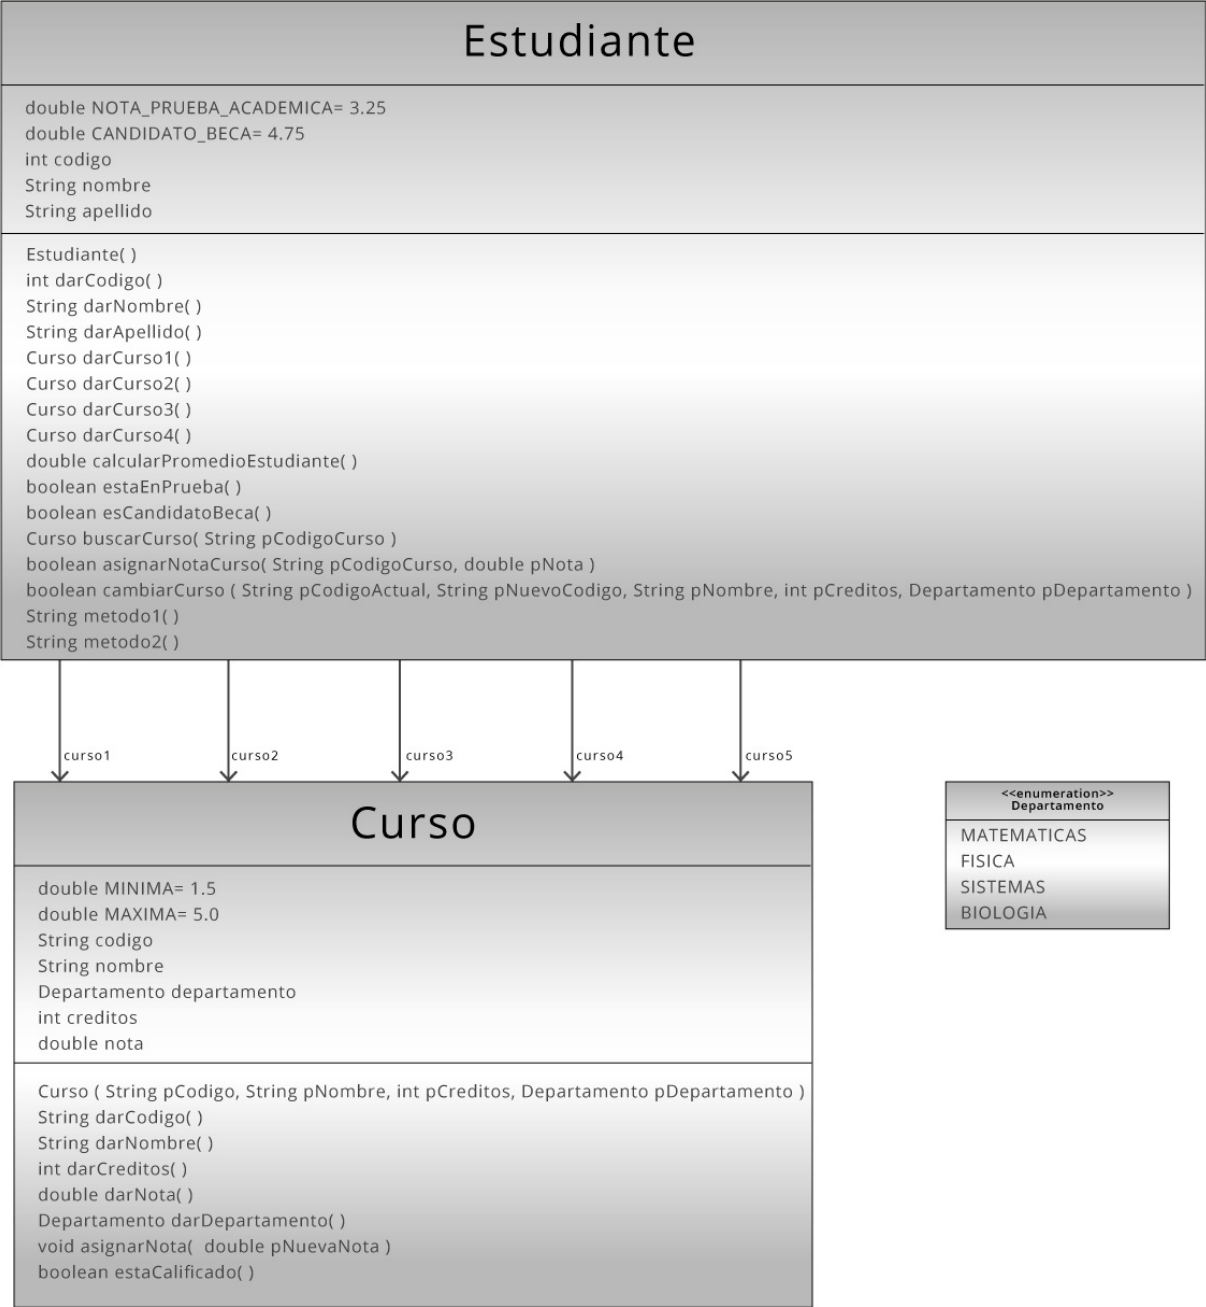 Estudiante
double NOTA_PRUEBA_ACADEMICA= 3.25
double CANDIDATO_BECA= 4.75
int codigo
String nombre
String apellido
Estudiante( )
int darCodigo( )
String darNombre( )
String darApellido( )
Curso darCurso1( )
Curso darCurso2( )
Curso darCurso3( )
Curso darCurso4( )
double calcularPromedioEstudiante( )
boolean estaEnPrueba( )
boolean esCandidatoBeca( )
Curso buscarCurso( String pCodigoCurso )
boolean asignarNotaCurso( String pCodigoCurso, double pNota )
boolean cambiarCurso ( String pCodigoActual, String pNuevoCodigo, String pNombre, int pCreditos, Departamento pDepartamento )
String metodo1( )
String metodo2( )
curso1 curso2 curso3 curso4 curso5
Curso
double MINIMA= 1.5
double MAXIMA= 5.0
String codigo
String nombre
Departamento departamento
int creditos
double nota
Curso ( String pCodigo, String pNombre, int pCreditos, Departamento pDepartamento )
String darCodigo( )
String darNombre( )
int darCreditos( )
double darNota( )
Departamento darDepartamento( )
void asignarNota(  double pNuevaNota )
boolean estaCalificado( )
<<enumeration>>
Departamento
MATEMATICAS
FISICA
SISTEMAS
BIOLOGIA